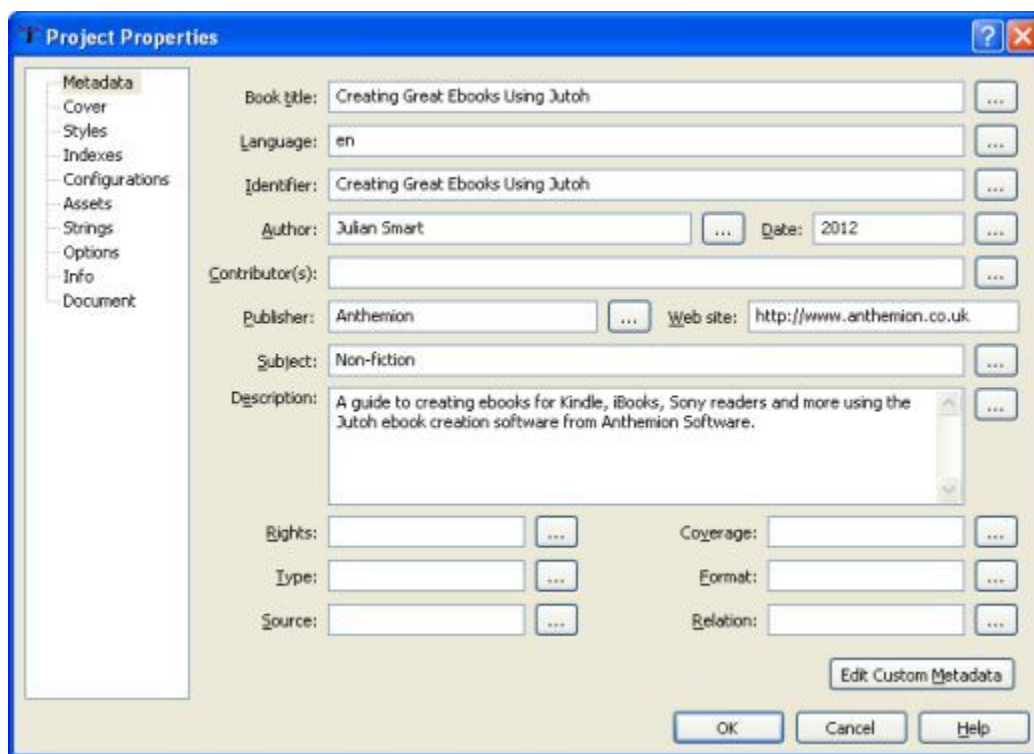 Project Properties
Metadata
Cover
Styles
Indexes
Configurations
Assets
Strings
Options
Info
Document
Book title: Creating Great Ebooks Using Jutoh ...
Language: en ...
Identifier: Creating Great Ebooks Using Jutoh ...
Author: Julian Smart ... Date: 2012 ...
Contributor(s): ...
Publisher: Anthemion ... Web site: http://www.anthemion.co.uk
Subject: Non-fiction ...
Description: A guide to creating ebooks for Kindle, iBooks, Sony readers and more using the ...
Jutoh ebook creation software from Anthemion Software.
Rights: ... Coverage: ...
Type: ... Format: ...
Source: ... Relation: ...
Edit Custom Metadata
OK Cancel Help